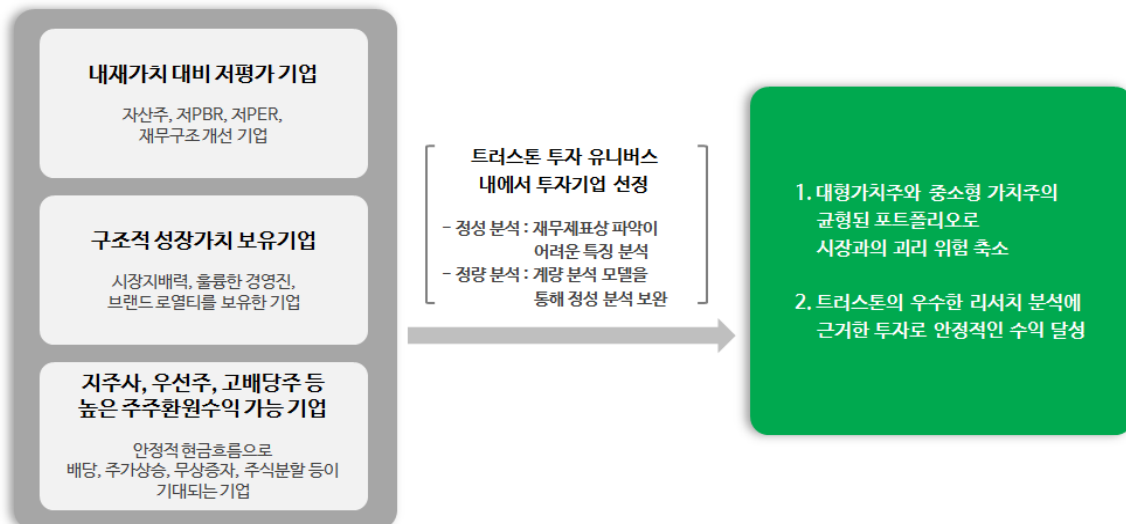 내재가치 대비 저평가 기업
자산주, 저PBR, 저PER,
재무구조 개선 기업
구조적 성장가치 보유기업
시장지배력, 훌륭한 경영진,
브랜드 로열티를 보유한 기업
지주사, 우선주, 고배당주 등
높은 주주환원수익 가능 기업
안정적 현금흐름으로
배당, 주가상승, 무상증자, 주식분할 등이
기대되는 기업
트러스톤 투자 유니버스
내에서 투자기업 선정
- 정성 분석 : 재무제표상 파악이
어려운 특징 분석
- 정량 분석 : 계량 분석 모델을
통해 정성 분석 보완
1. 대형가치주와 중소형 가치주의
균형된 포트폴리오로
시장과의 괴리 위험 축소
2. 트러스톤의 우수한 리서치 분석에
근거한 투자로 안정적인 수익 달성